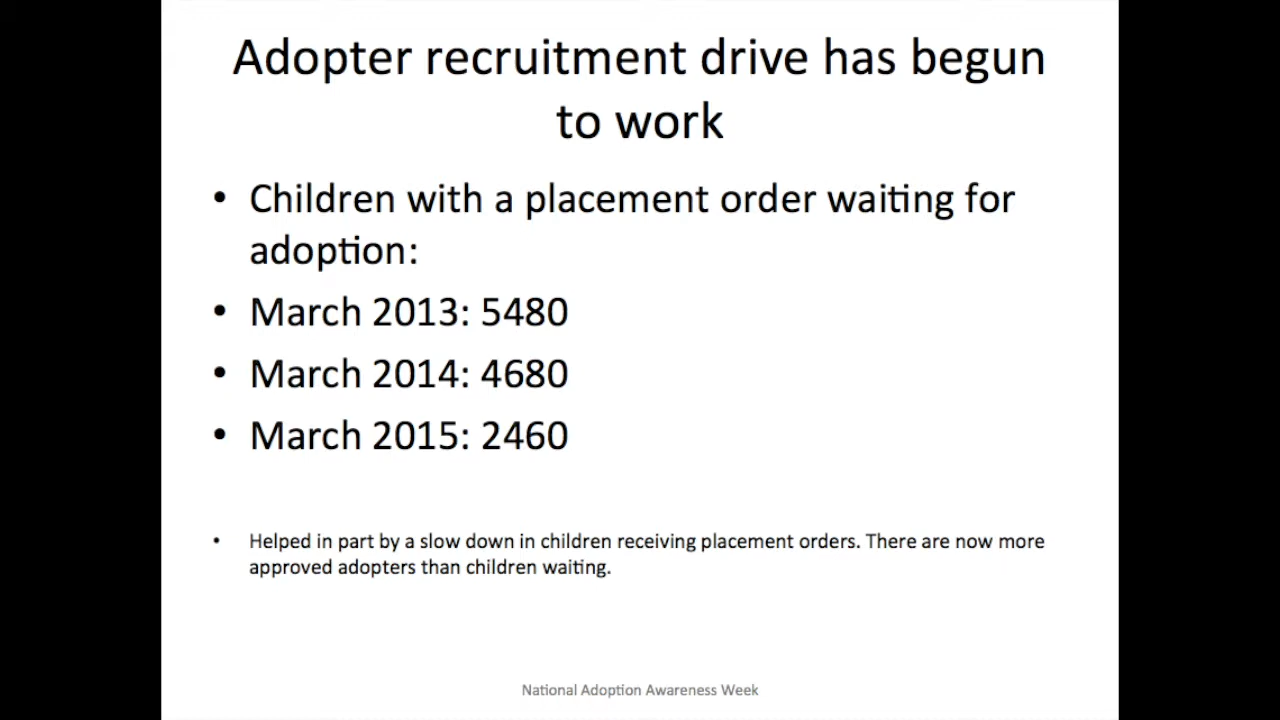 Adopter recruitment drive has begun
to work
• Children with a placement order waiting for
adoption:
• March 2013: 5480
• March 2014: 4680
• March 2015: 2460
• Helped in part by a slow down in children receiving placement orders. There are now more
approved adopters than children waiting.
National Adoption Awareness Week